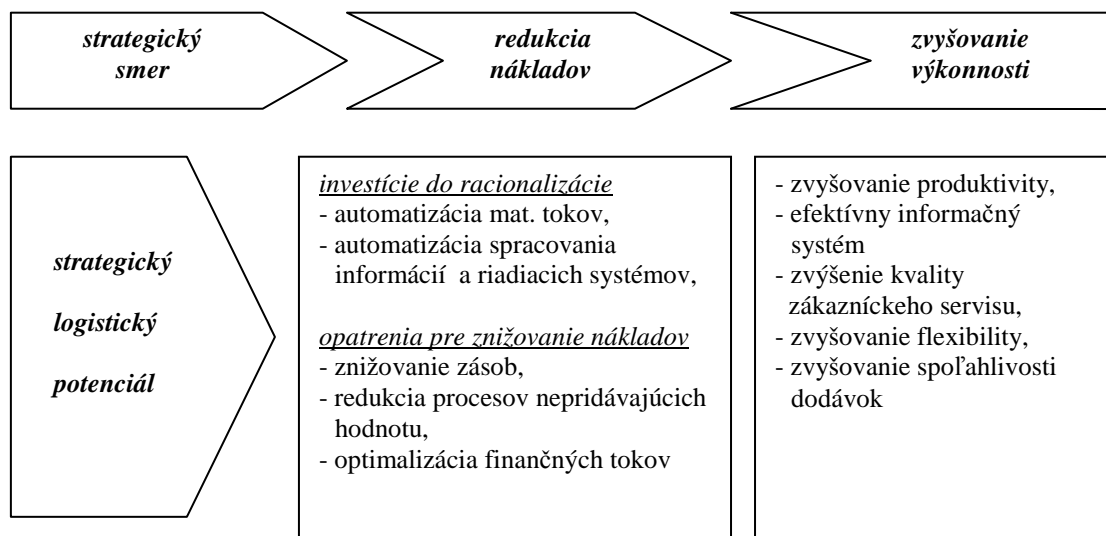 strategický
smer
redukcia
nákladov
zvyšovanie
výkonnosti
strategický
logistický
potenciál
investície do racionalizácie
- automatizácia mat. tokov,
- automatizácia spracovania
informácií a riadiacich systémov,
opatrenia pre znižovanie nákladov
- znižovanie zásob,
- redukcia procesov nepridávajúcich
hodnotu,
- optimalizácia finančných tokov
- zvyšovanie produktivity,
- efektívny informačný
systém
- zvýšenie kvality
zákazníckeho servisu,
- zvyšovanie flexibility,
- zvyšovanie spoľahlivosti
dodávok